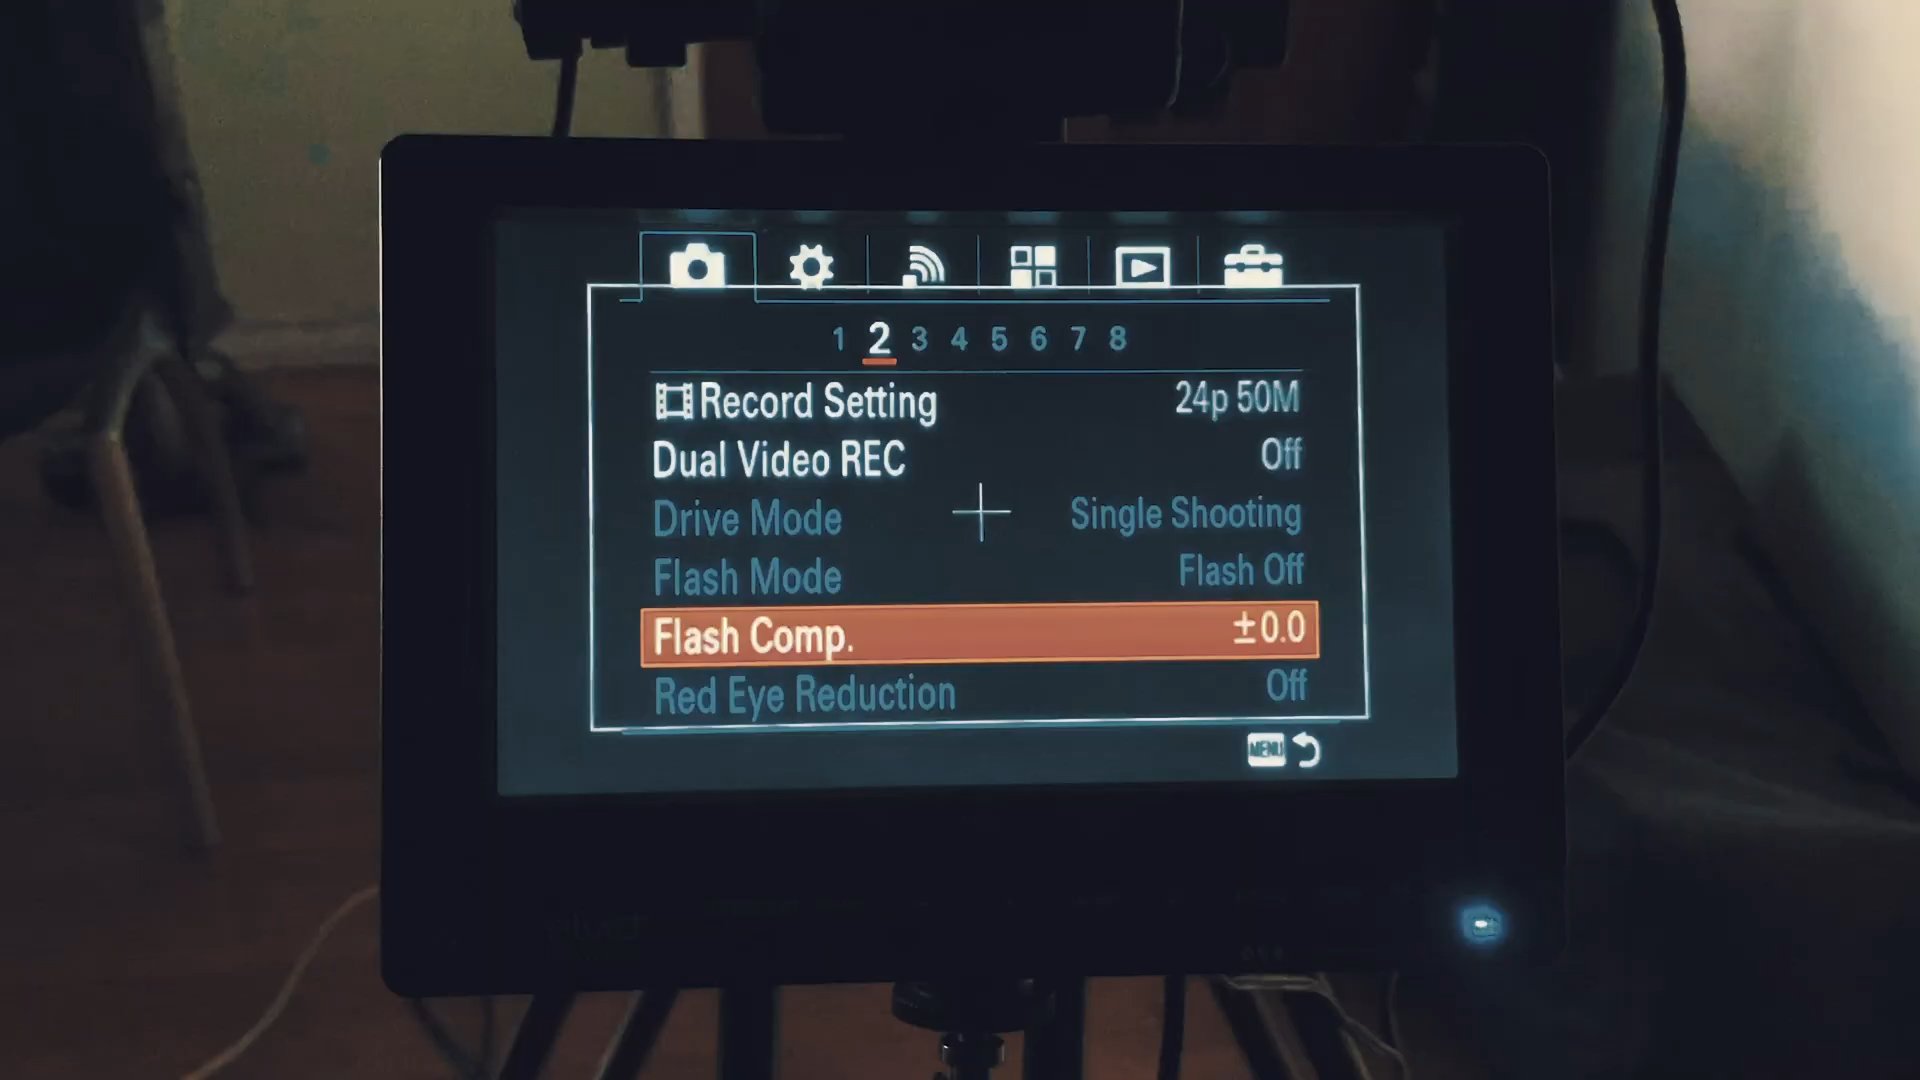 1 2 3 4 5 6 7 8
Record Setting 24p 50M
Dual Video REC Off
Drive Mode Single Shooting
Flash Mode Flash Off
Flash Comp. ±0.0
Red Eye Reduction Off
MENU